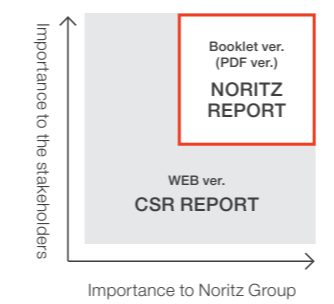 Importance to the stakeholders
Booklet ver.
(PDF ver.)
NORITZ
REPORT
WEB ver.
CSR REPORT
Importance to Noritz Group